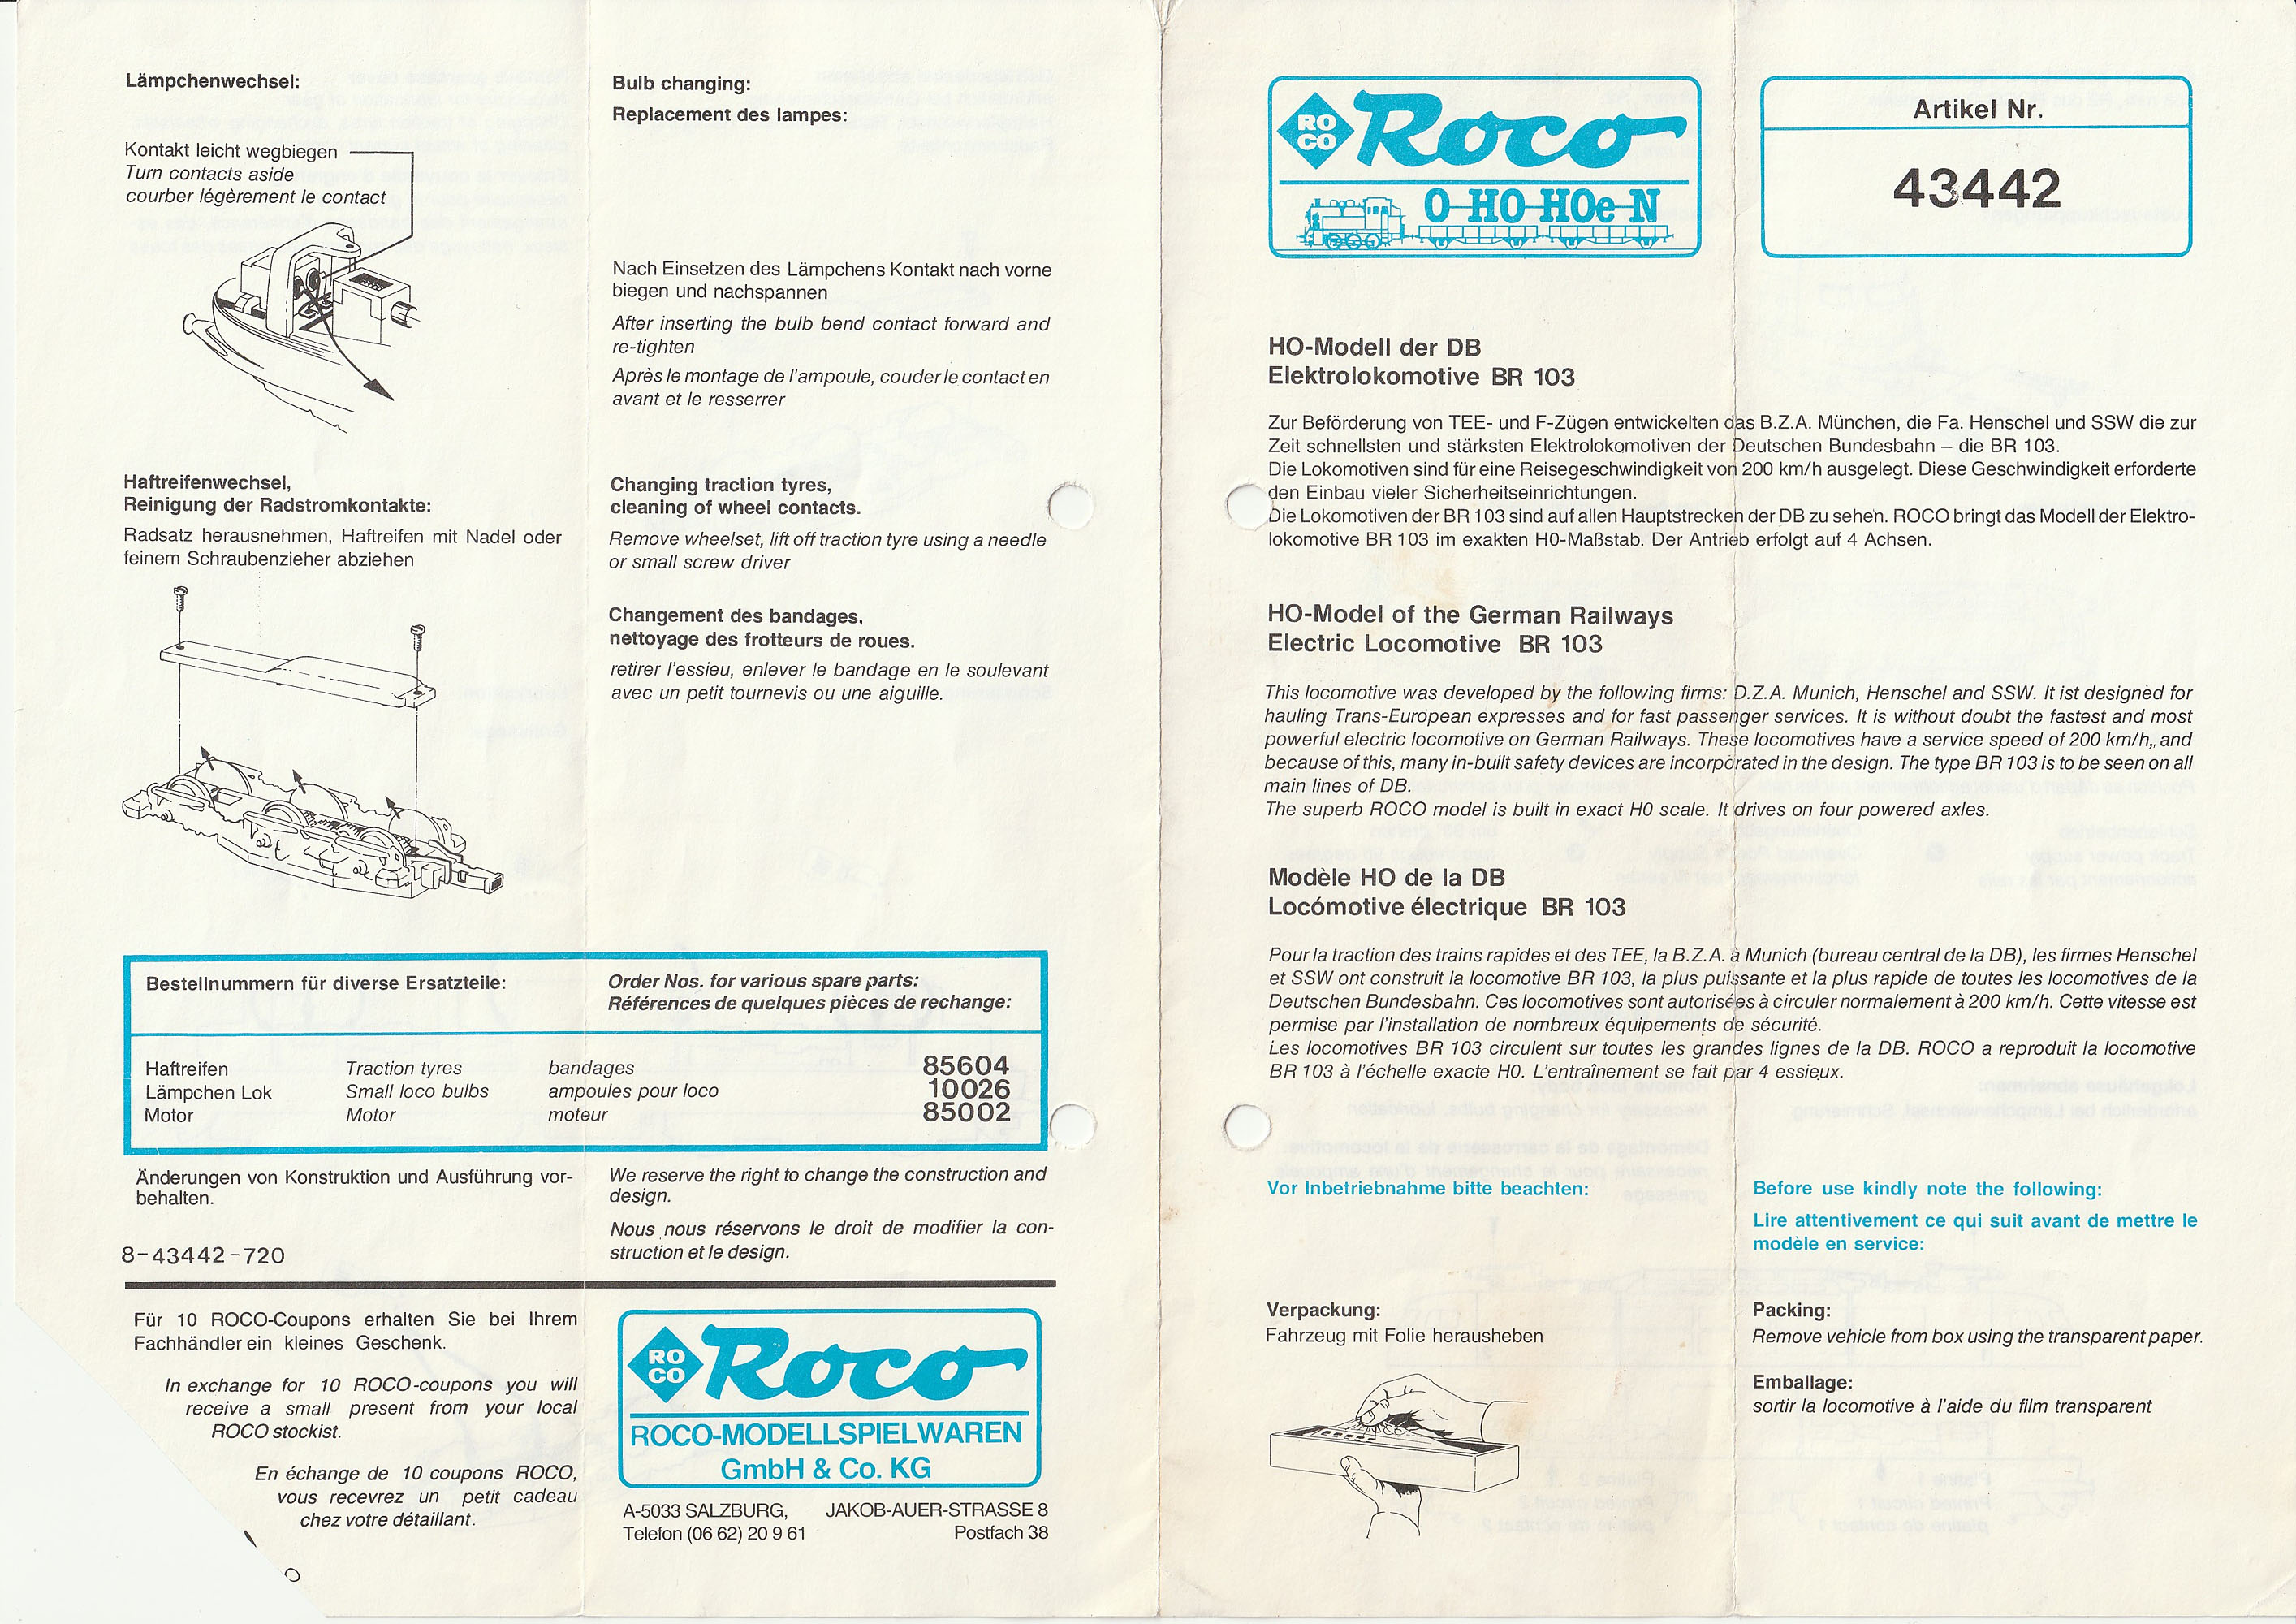 Lämpchenwechsel:
Kontakt leicht wegbiegen
Turn contacts aside
courber légèrement le contact
Bulb changing:
Replacement des lampes:
Nach Einsetzen des Lämpchens Kontakt nach vorne
biegen und nachspannen
After inserting the bulb bend contact forward and
re-tighten
Après le montage de l'ampoule, couder le contact en
avant et le resserrer
Haftreifenwechsel,
Reinigung der Radstromkontakte:
Radsatz herausnehmen, Haftreifen mit Nadel oder
feinem Schraubenzieher abziehen
Changing traction tyres,
cleaning of wheel contacts.
Remove wheelset, lift off traction tyre using a needle
or small screw driver
Changement des bandages,
nettoyage des frotteurs de roues.
retirer l'essieu, enlever le bandage en le soulevant
avec un petit tournevis ou une aiguille.
Bestellnummern für diverse Ersatzteile:
Order Nos. for various spare parts:
Références de quelques pièces de rechange:
Haftreifen Traction tyres bandages 85604
Lämpchen Lok Small loco bulbs ampoules pour loco 10026
Motor Motor moteur 85002
Änderungen von Konstruktion und Ausführung vor-
behalten.
We reserve the right to change the construction and
design.
Nous nous réservons le droit de modifier la con-
struction et le design.
8-43442-720
Für 10 ROCO-Coupons erhalten Sie bei Ihrem
Fachhändler ein kleines Geschenk.
In exchange for 10 ROCO-coupons you will
receive a small present from your local
ROCO stockist.
En échange de 10 coupons ROCO,
vous recevrez un petit cadeau
chez votre détaillant.
RO
CO
Roco
ROCO-MODELLSPIELWAREN
GmbH & Co. KG
A-5033 SALZBURG, JAKOB-AUER-STRASSE 8
Telefon (06 62) 20 9 61 Postfach 38
RO
CO
Roco
O HO HOe N
Artikel Nr.
43442
HO-Modell der DB
Elektrolokomotive BR 103
Zur Beförderung von TEE- und F-Zügen entwickelten das B.Z.A. München, die Fa. Henschel und SSW die zur
Zeit schnellsten und stärksten Elektrolokomotiven der Deutschen Bundesbahn – die BR 103.
Die Lokomotiven sind für eine Reisegeschwindigkeit von 200 km/h ausgelegt. Diese Geschwindigkeit erforderte
den Einbau vieler Sicherheitseinrichtungen.
Die Lokomotiven der BR 103 sind auf allen Hauptstrecken der DB zu sehen. ROCO bringt das Modell der Elektro-
lokomotive BR 103 im exakten H0-Maßstab. Der Antrieb erfolgt auf 4 Achsen.
HO-Model of the German Railways
Electric Locomotive BR 103
This locomotive was developed by the following firms: D.Z.A. Munich, Henschel and SSW. It ist designed for
hauling Trans-European expresses and for fast passenger services. It is without doubt the fastest and most
powerful electric locomotive on German Railways. These locomotives have a service speed of 200 km/h,, and
because of this, many in-built safety devices are incorporated in the design. The type BR 103 is to be seen on all
main lines of DB.
The superb ROCO model is built in exact H0 scale. It drives on four powered axles.
Modèle HO de la DB
Locómotive électrique BR 103
Pour la traction des trains rapides et des TEE, la B.Z.A. à Munich (bureau central de la DB), les firmes Henschel
et SSW ont construit la locomotive BR 103, la plus puissante et la plus rapide de toutes les locomotives de la
Deutschen Bundesbahn. Ces locomotives sont autorisées à circuler normalement à 200 km/h. Cette vitesse est
permise par l'installation de nombreux équipements de sécurité.
Les locomotives BR 103 circulent sur toutes les grandes lignes de la DB. ROCO a reproduit la locomotive
BR 103 à l'échelle exacte H0. L'entraînement se fait par 4 essieux.
Vor Inbetriebnahme bitte beachten:
Before use kindly note the following:
Lire attentivement ce qui suit avant de mettre le
modèle en service:
Verpackung:
Fahrzeug mit Folie herausheben
Packing:
Remove vehicle from box using the transparent paper.
Emballage:
sortir la locomotive à l'aide du film transparent